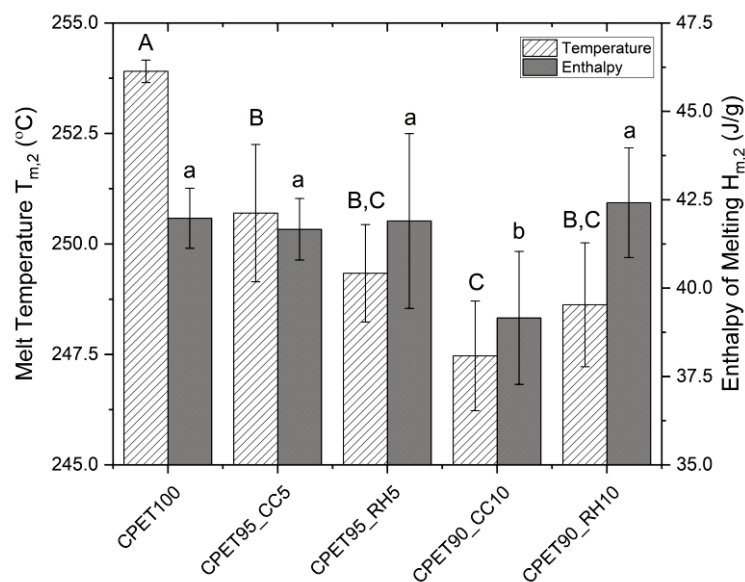 255.0
252.5
250.0
247.5
245.0
Melt Temperature Tm,2 (°C)
47.5
45.0
42.5
40.0
37.5
35.0
Enthalpy of Melting Hm.2 (J/g)
Temperature
Enthalpy
A
a
B
a
B,C
a
C
b
B,C
a
CPET100
CPET95_CC5
CPET95_RH5
CPET90_CC10
CPET90_RH10